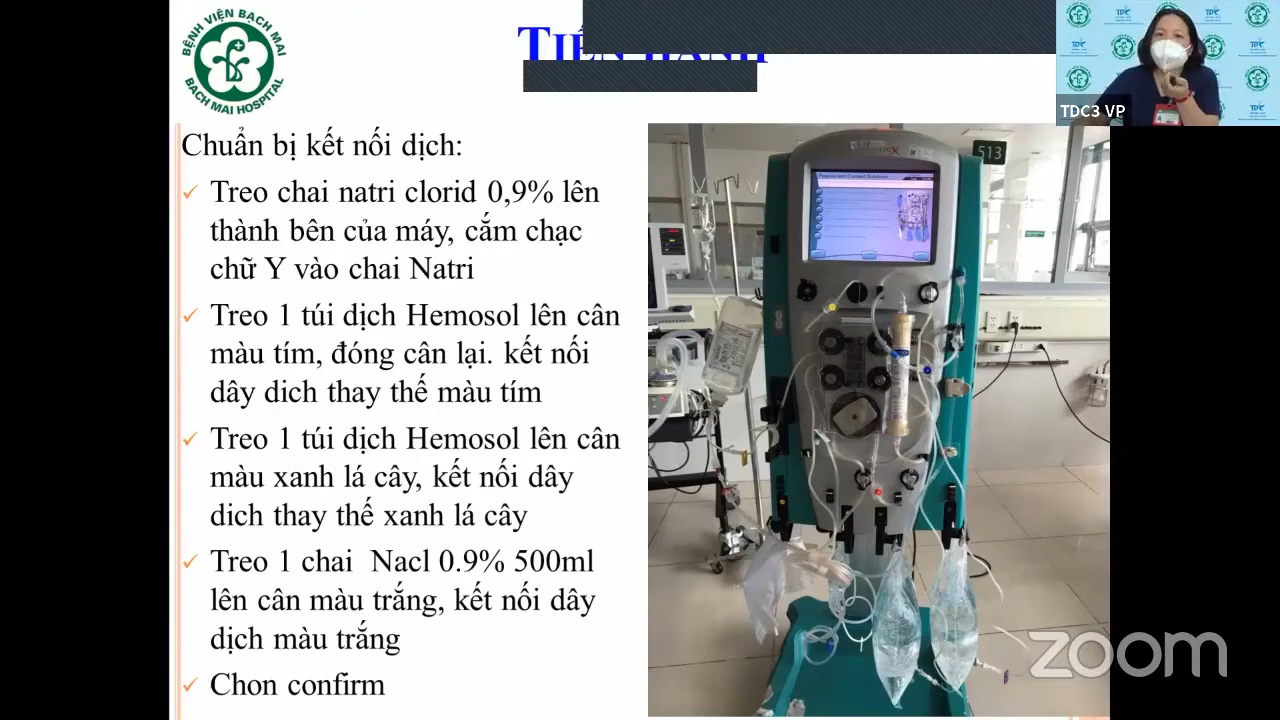 BỆNH VIỆN BẠCH MAI
BACH MAI HOSPITAL
TDC3 VP
Chuẩn bị kết nối dịch:
Treo chai natri clorid 0,9% lên
thành bên của máy, cắm chạc
chữ Y vào chai Natri
Treo 1 túi dịch Hemosol lên cân
màu tím, đóng cân lại. kết nối
dây dich thay thế màu tím
Treo 1 túi dịch Hemosol lên cân
màu xanh lá cây, kết nối dây
dich thay thế xanh lá cây
Treo 1 chai Nacl 0.9% 500ml
lên cân màu trắng, kết nối dây
dịch màu trắng
Chon confirm
513
zoom